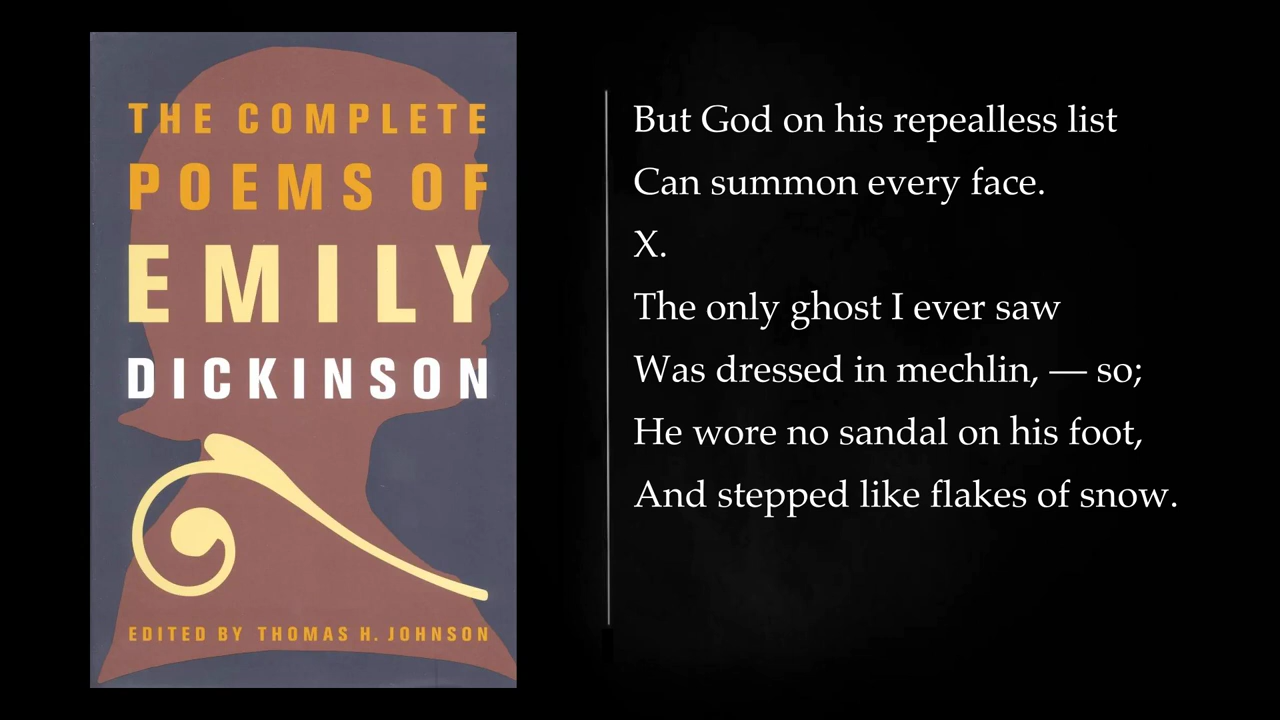 THE COMPLETE
POEMS OF
EMILY
DICKINSON
EDITED BY THOMAS H. JOHNSON
But God on his repealless list
Can summon every face.
X.
The only ghost I ever saw
Was dressed in mechlin, — so;
He wore no sandal on his foot,
And stepped like flakes of snow.